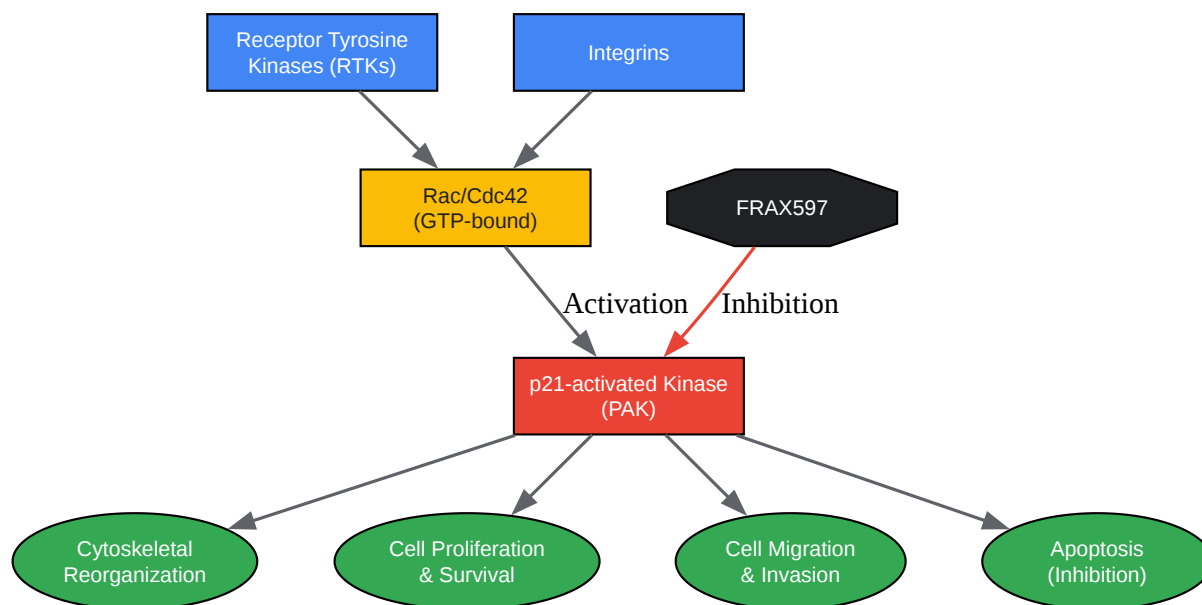 Receptor Tyrosine
Kinases (RTKs)
Integrins
Rac/Cdc42
(GTP-bound)
FRAX597
Activation
Inhibition
p21-activated Kinase
(PAK)
Cytoskeletal
Reorganization
Cell Proliferation
& Survival
Cell Migration
& Invasion
Apoptosis
(Inhibition)